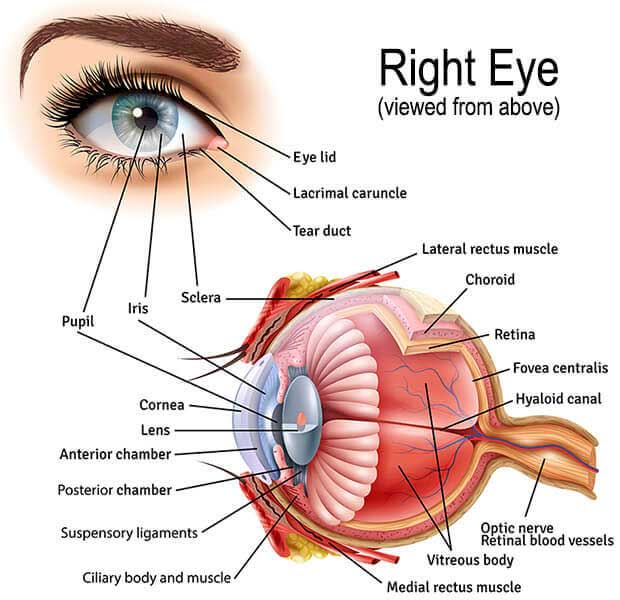 Right Eye
(viewed from above)
Eye lid
Lacrimal caruncle
Tear duct
Lateral rectus muscle
Choroid
Sclera
Iris
Pupil
Retina
Fovea centralis
Hyaloid canal
Cornea
Lens
Anterior chamber
Posterior chamber
Suspensory ligaments
Optic nerve
Retinal blood vessels
Vitreous body
Ciliary body and muscle
Medial rectus muscle